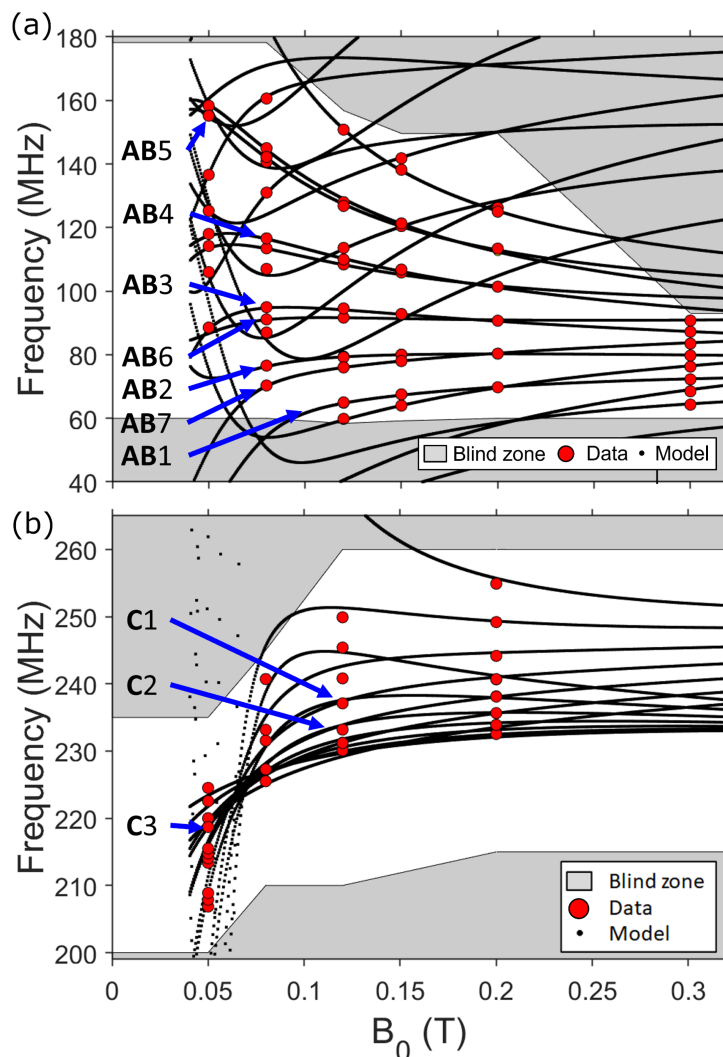 (a)
180
160
140
120
100
80
60
40
Frequency (MHz)
AB5
AB4
AB3
AB6
AB2
AB7
AB1
Blind zone Data Model
(b)
260
250
240
230
220
210
200
Frequency (MHz)
C1
C2
C3
Blind zone
Data
Model
0 0.05 0.1 0.15 0.2 0.25 0.3
B0 (T)